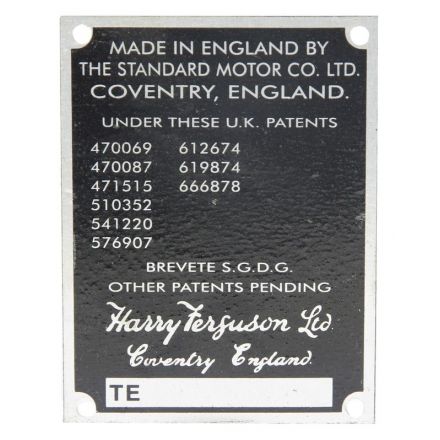 MADE IN ENGLAND BY
THE STANDARD MOTOR CO. LTD.
COVENTRY, ENGLAND.
UNDER THESE U.K. PATENTS
470069 612674
470087 619874
471515 666878
510352
541220
576907
BREVETE S.G.D.G.
OTHER PATENTS PENDING
Harry Ferguson Ltd
Coventry England.
TE